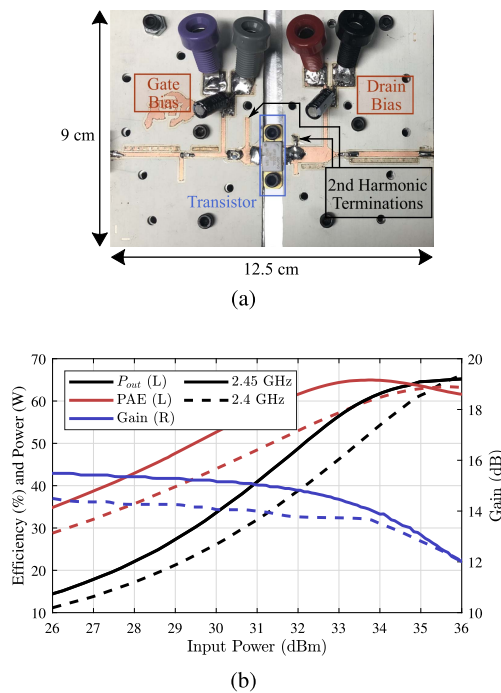 Gate
Bias
Drain
Bias
9 cm
2nd Harmonic
Terminations
Transistor
12.5 cm
(a)
70
60
50
40
30
20
10
Efficiency (%) and Power (W)
P_out (L)
PAE (L)
Gain (R)
2.45 GHz
2.4 GHz
20
18
16
14
12
10
Gain (dB)
26 27 28 29 30 31 32 33 34 35 36
Input Power (dBm)
(b)